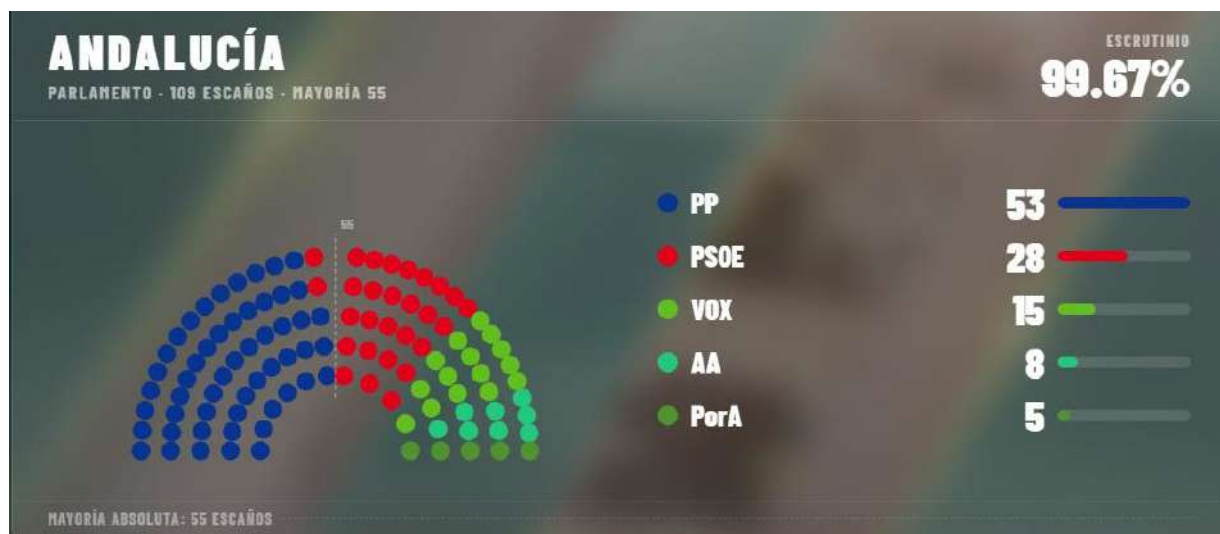 ANDALUCÍA
PARLAMENTO · 109 ESCAÑOS · MAYORÍA 55
ESCRUTINIO
99.67%
55
PP 53
PSOE 28
VOX 15
AA 8
PorA 5
MAYORÍA ABSOLUTA: 55 ESCAÑOS